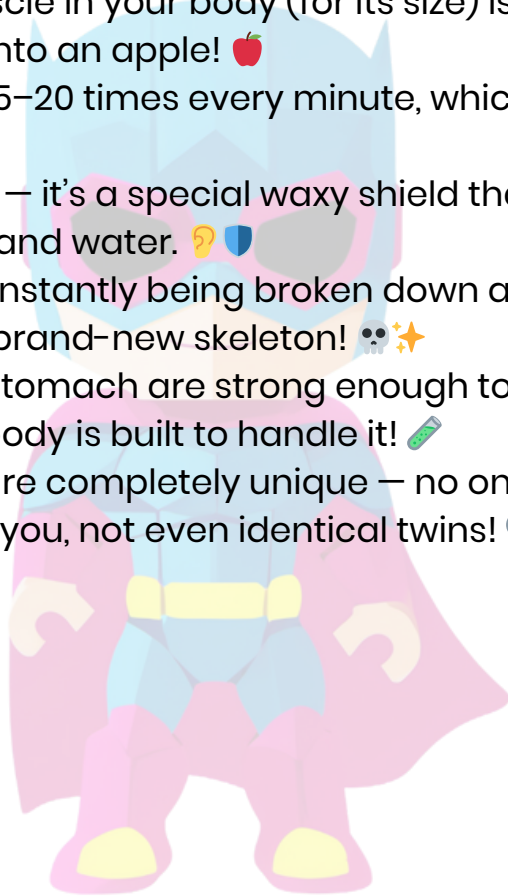 scle in your body (for its size) is
nto an apple! 🍎
5–20 times every minute, whic
— it's a special waxy shield the
and water. 👂🛡️
nstantly being broken down a
brand-new skeleton! 💀✨
tomach are strong enough to
ody is built to handle it! 🧪
re completely unique — no on
you, not even identical twins!